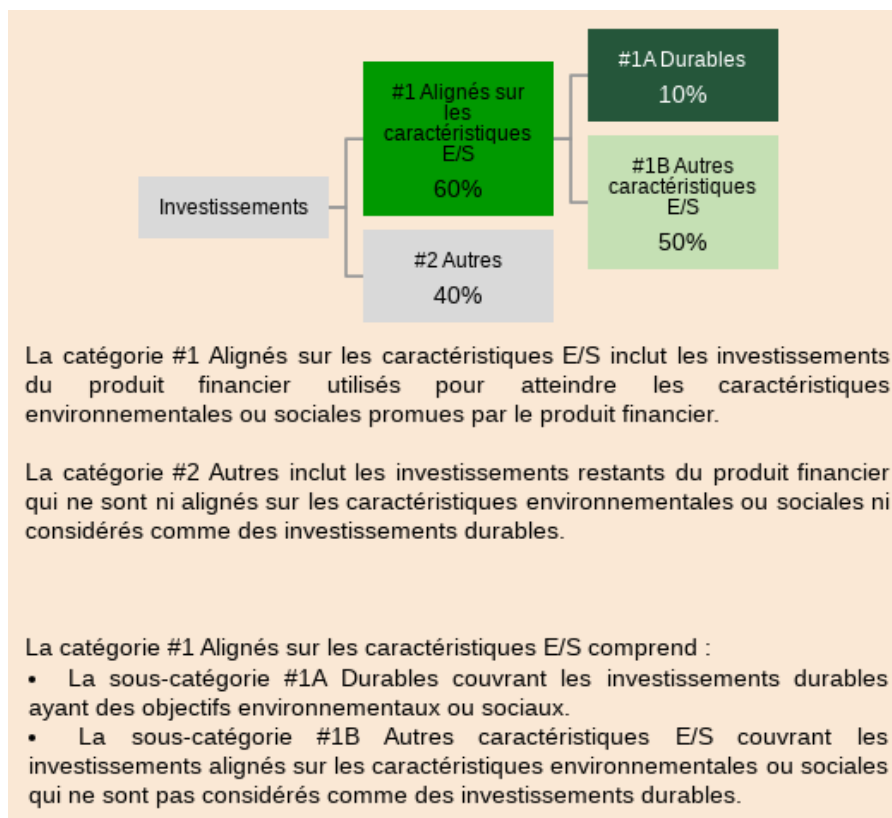 #1A Durables
10%
#1 Alignés sur
les
caractéristiques
E/S
60%
#1B Autres
caractéristiques
E/S
50%
Investissements
#2 Autres
40%
La catégorie #1 Alignés sur les caractéristiques E/S inclut les investissements
du produit financier utilisés pour atteindre les caractéristiques
environnementales ou sociales promues par le produit financier.
La catégorie #2 Autres inclut les investissements restants du produit financier
qui ne sont ni alignés sur les caractéristiques environnementales ou sociales ni
considérés comme des investissements durables.
La catégorie #1 Alignés sur les caractéristiques E/S comprend :
• La sous-catégorie #1A Durables couvrant les investissements durables
ayant des objectifs environnementaux ou sociaux.
• La sous-catégorie #1B Autres caractéristiques E/S couvrant les
investissements alignés sur les caractéristiques environnementales ou sociales
qui ne sont pas considérés comme des investissements durables.